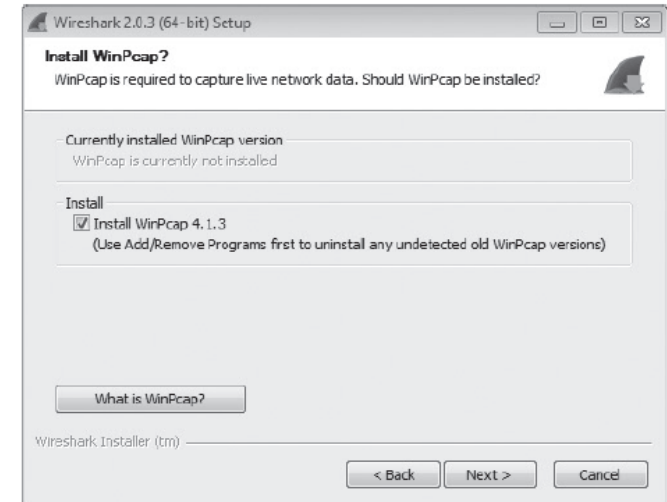 Wireshark 2.0.3 (64-bit) Setup
Install WinPcap?
WinPcap is required to capture live network data. Should WinPcap be installed?
Currently installed WinPcap version
WinPcap is currently not installed
Install
Install WinPcap 4.1.3
(Use Add/Remove Programs first to uninstall any undetected old WinPcap versions)
What is WinPcap?
Wireshark Installer (tm)
< Back
Next >
Cancel